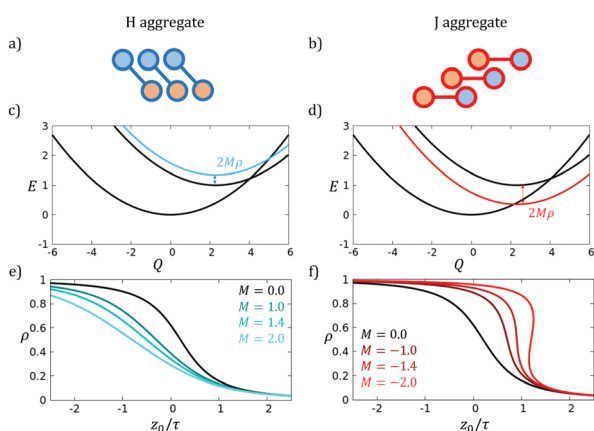 H aggregate
J aggregate
a)
b)
c)
d)
3
2
E 1
0
-1
2Mρ
-6 -4 -2 0 2 4 6
Q
3
2
E 1
0
-1
2Mρ
-6 -4 -2 0 2 4 6
Q
e)
1
0.8
0.6
ρ
0.4
0.2
0
M = 0.0
M = 1.0
M = 1.4
M = 2.0
-2 -1 0 1 2
z₀/τ
f)
1
0.8
0.6
ρ
0.4
0.2
0
M = 0.0
M = −1.0
M = −1.4
M = −2.0
-2 -1 0 1 2
z₀/τ